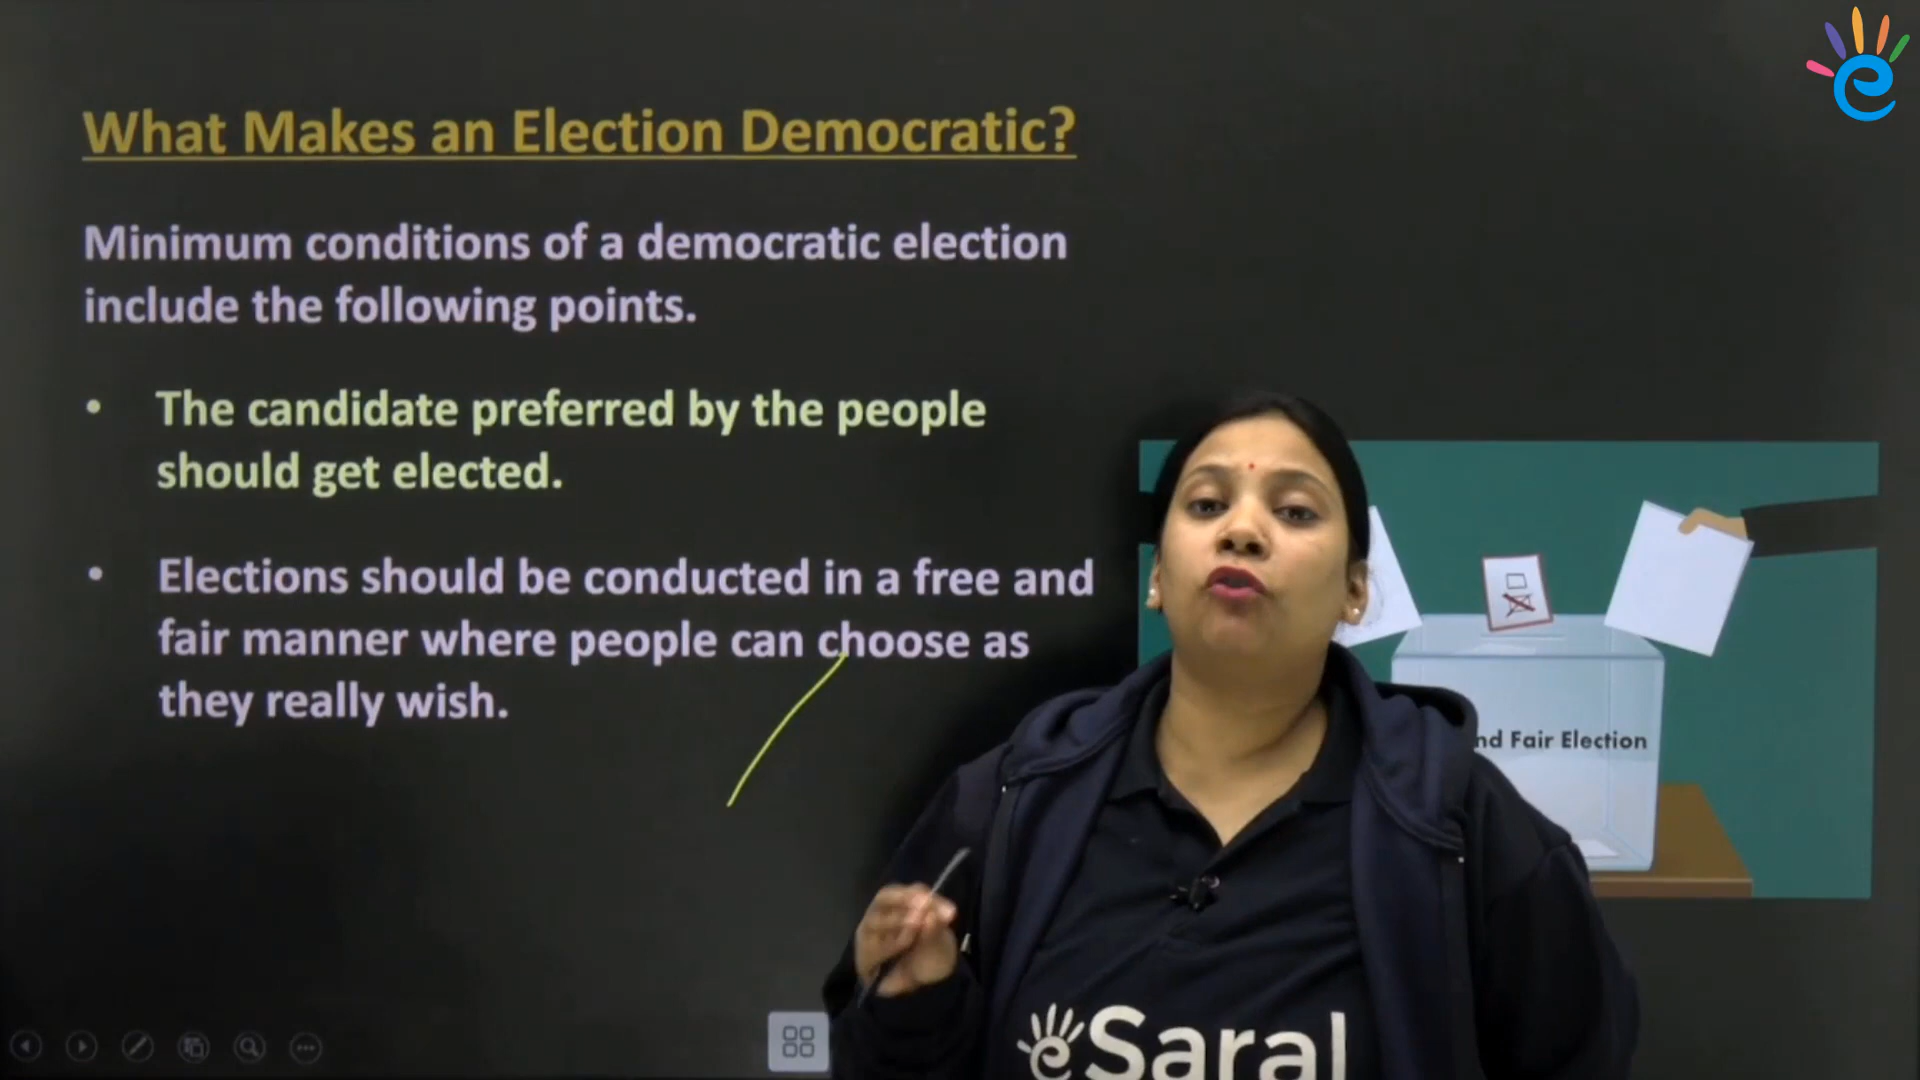 What Makes an Election Democratic?
Minimum conditions of a democratic election
include the following points.
• The candidate preferred by the people
should get elected.
• Elections should be conducted in a free and
fair manner where people can choose as
they really wish.
Fair Election
eSaral